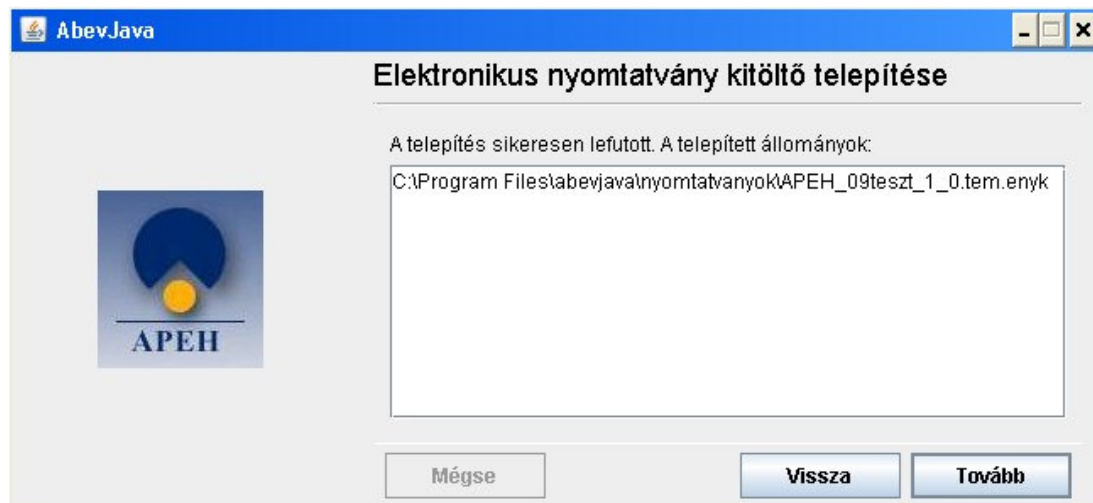 AbevJava
Elektronikus nyomtatvány kitöltő telepítése
A telepítés sikeresen lefutott. A telepített állományok:
C:\Program Files\abevjava\nyomtatvanyok\APEH_09teszt_1_0.tem.enyk
APEH
Mégse
Vissza
Tovább